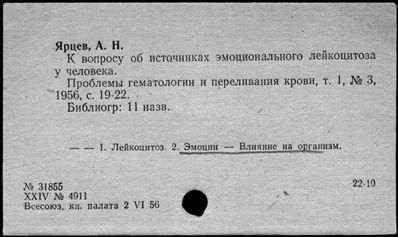 Ярцев, А. Н.
К вопросу об источниках эмоционального лейкоцитоза
у человека.
Проблемы гематологии и переливания крови, т. 1, № 3,
1956, с. 19-22.
Библиогр: 11 назв.
— — 1. Лейкоцитоз. 2. Эмоции — Влияние на организм.
№ 31855
22-10
XXIV № 4911
Всесоюз. кн. палата 2 VI 56